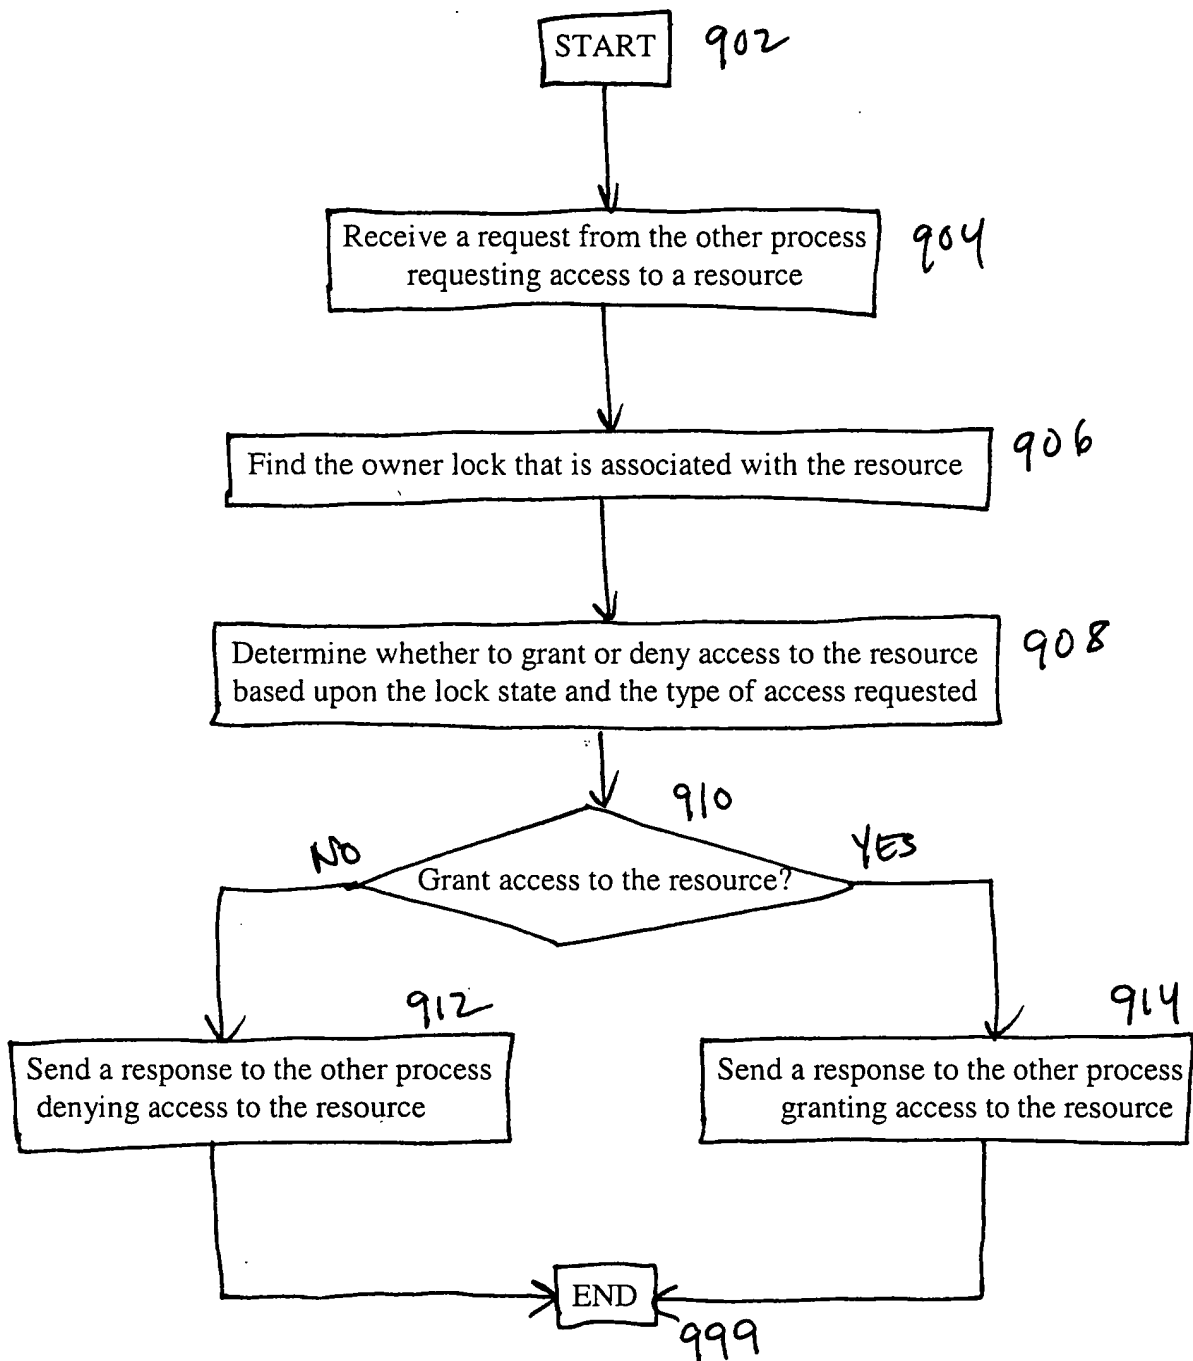 START
902
Receive a request from the other process
requesting access to a resource
904
Find the owner lock that is associated with the resource
906
Determine whether to grant or deny access to the resource
based upon the lock state and the type of access requested
908
910
NO
YES
Grant access to the resource?
912
914
Send a response to the other process
denying access to the resource
Send a response to the other process
granting access to the resource
END
999